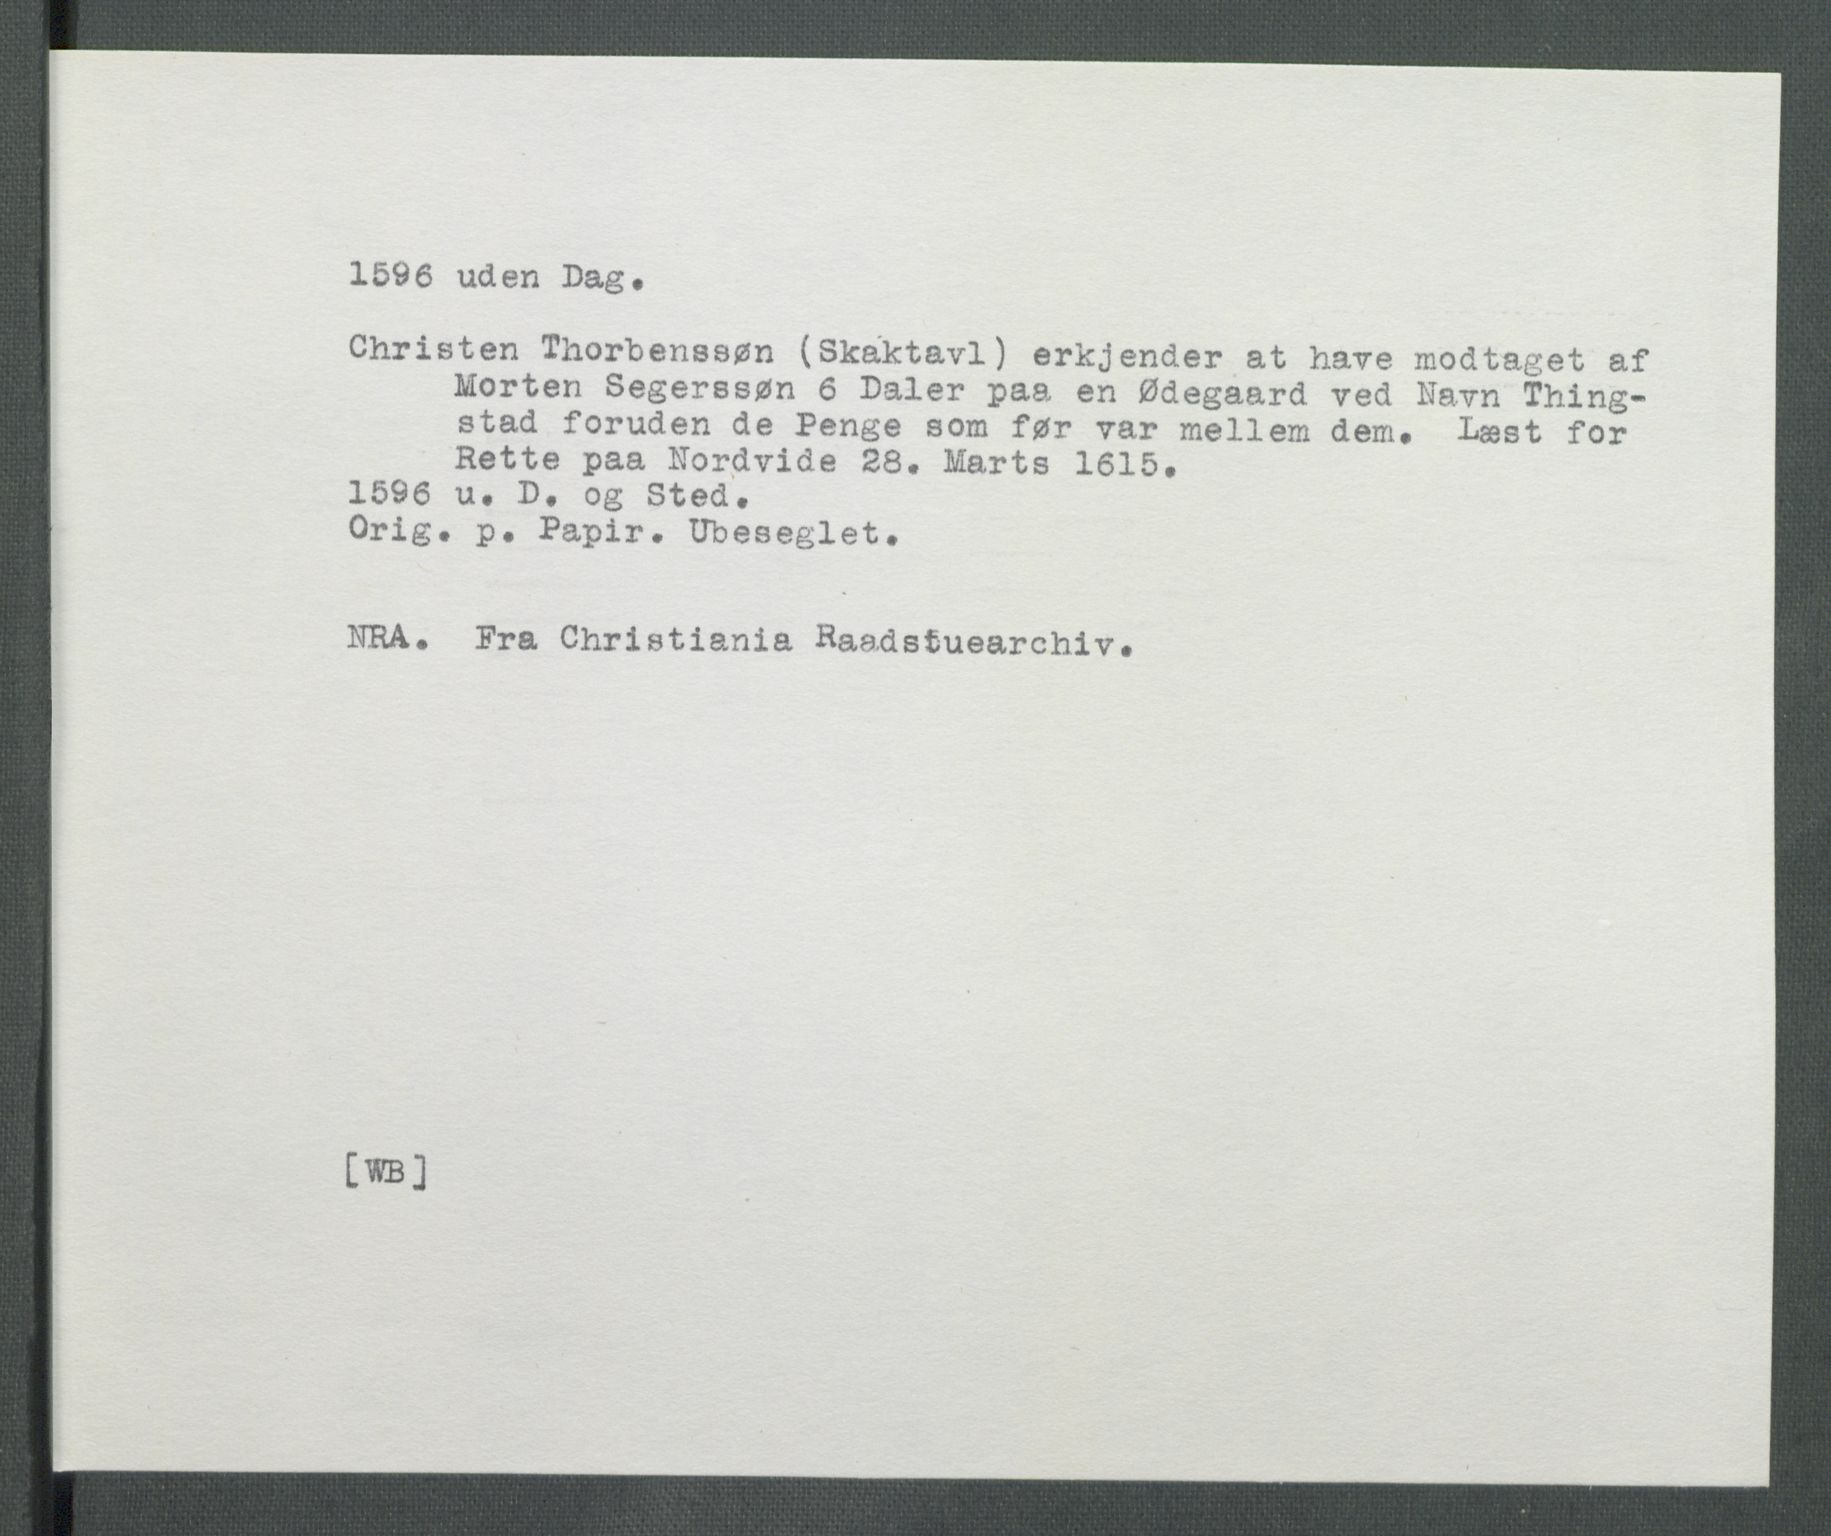 1596 uden Dag.
Christen Thorbenssøn (Skaktavl) erkjender at have modtaget af
Morten Segerssøn 6 Daler paa en Ødegaard ved Navn Thing-
stad foruden de Penge som før var mellem dem. Læst for
Rette paa Nordvide 28. Marts 1615.
1596 u. D. og Sted.
Orig. p. Papir. Ubeseglet.
NRA. Fra Christiania Raadstuearchiv.
[WB]